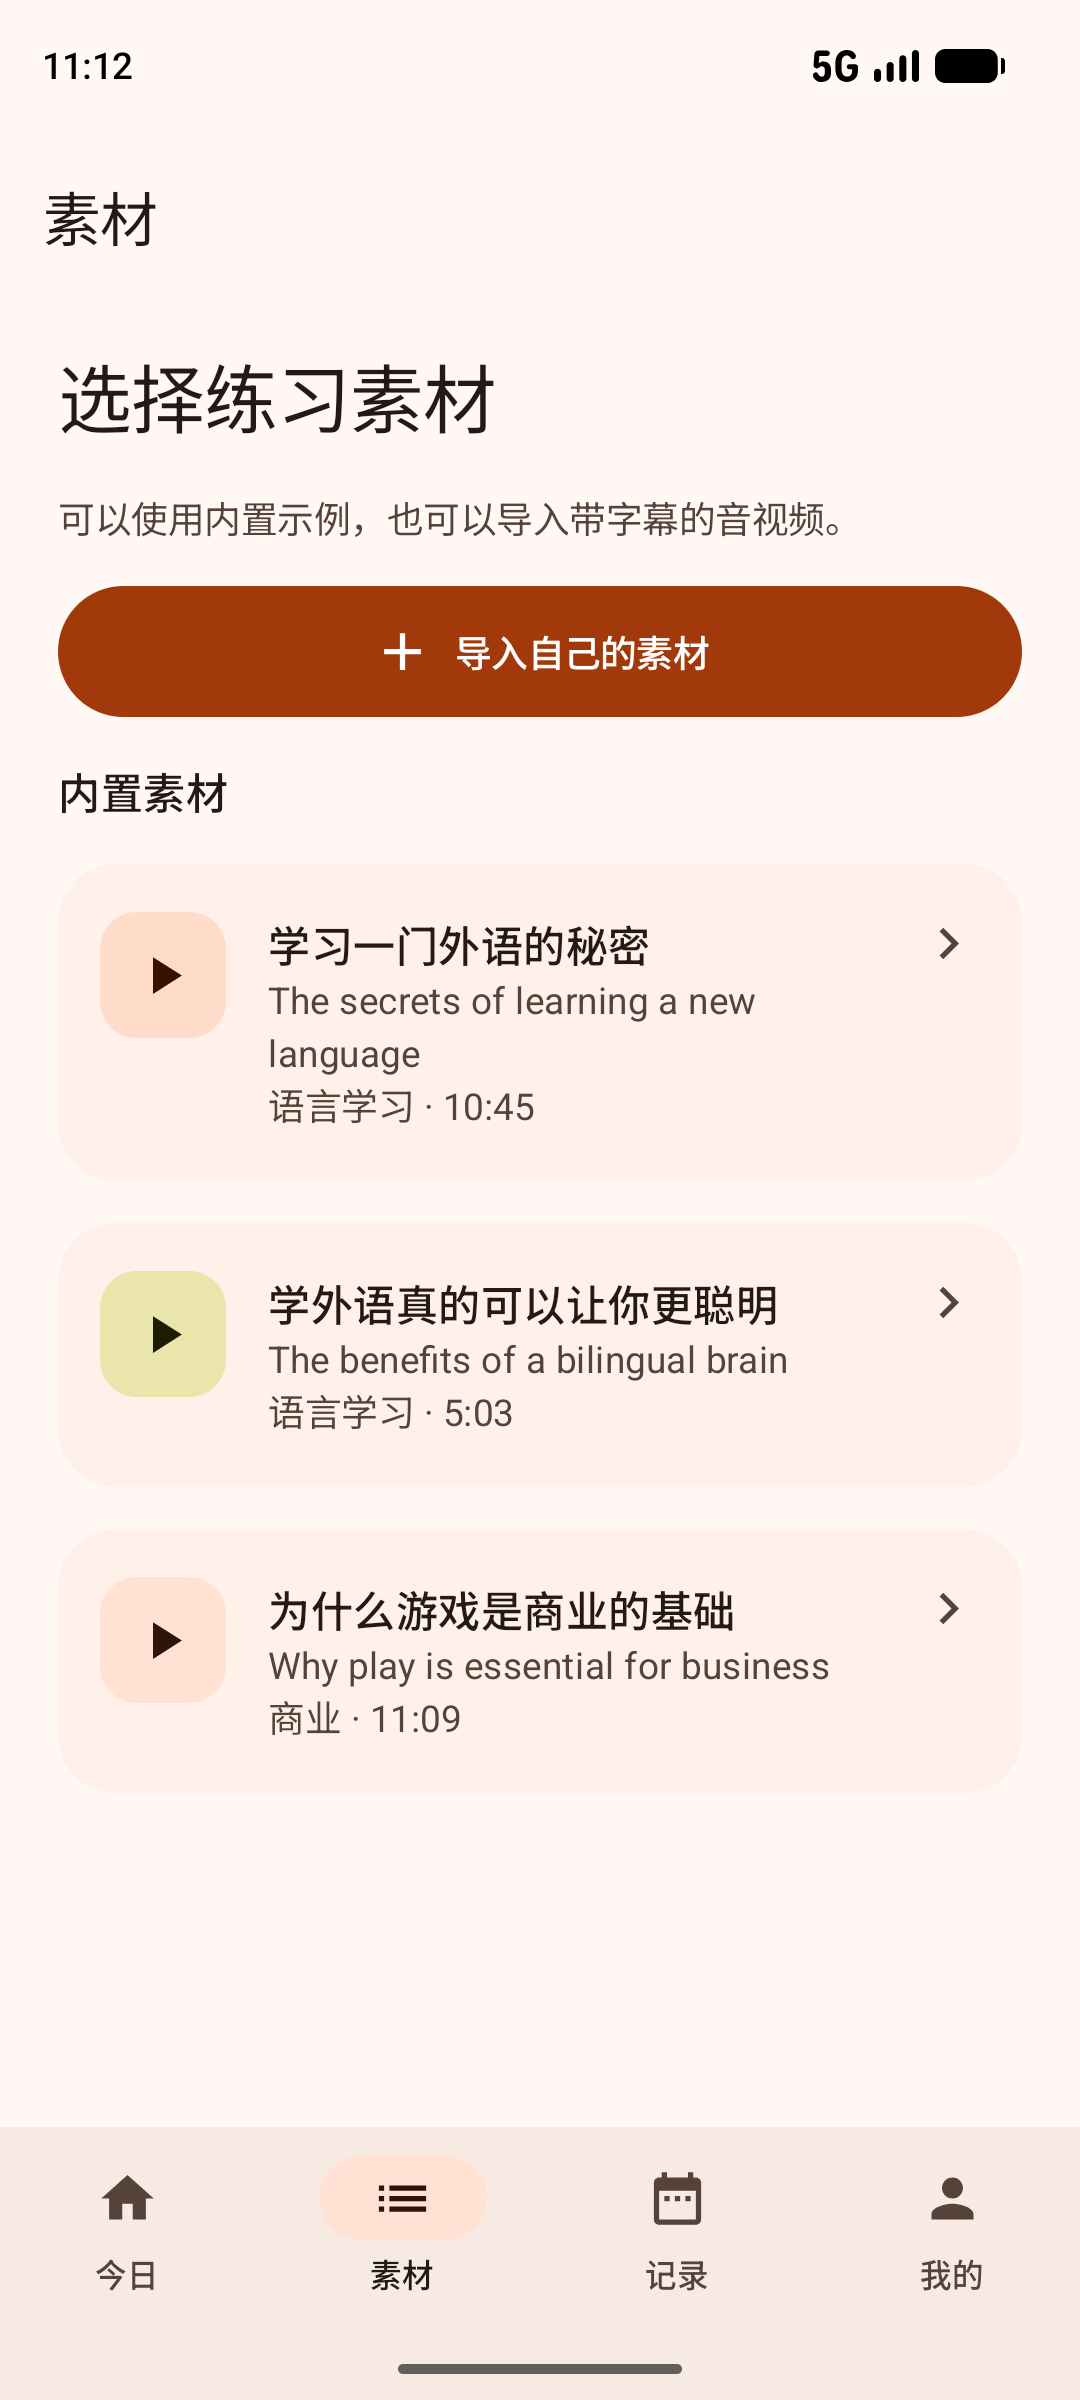 11:12
5G
素材
选择练习素材
可以使用内置示例，也可以导入带字幕的音视频。
导入自己的素材
内置素材
学习一门外语的秘密
The secrets of learning a new
language
语言学习 · 10:45
学外语真的可以让你更聪明
The benefits of a bilingual brain
语言学习 · 5:03
为什么游戏是商业的基础
Why play is essential for business
商业 · 11:09
今日
素材
记录
我的